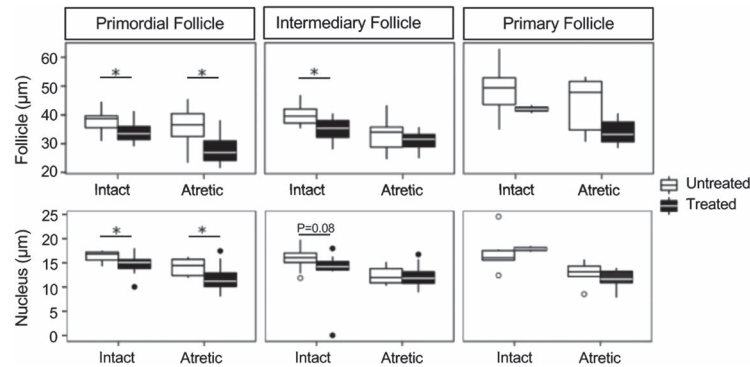 Primordial Follicle
Intermediary Follicle
Primary Follicle
Follicle (µm)
60
50
40
30
20
*
*
*
Intact
Atretic
Intact
Atretic
Intact
Atretic
Untreated
Treated
Nucleus (µm)
25
20
15
10
5
0
*
*
P=0.08
Intact
Atretic
Intact
Atretic
Intact
Atretic